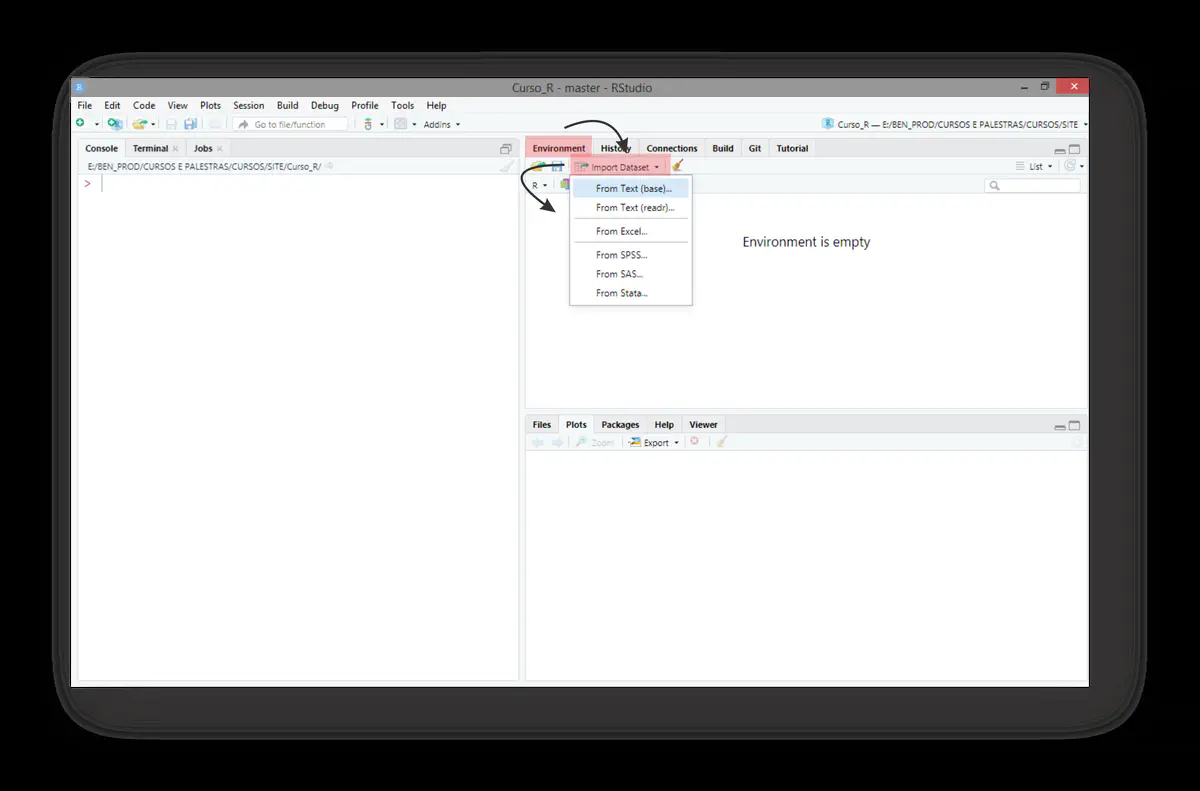 Curso_R - master - RStudio
File Edit Code View Plots Session Build Debug Profile Tools Help
Go to file/function Addins Curso_R — E:/BEN_PROD/CURSOS E PALESTRAS/CURSOS/SITE
Console Terminal Jobs
E:/BEN_PROD/CURSOS E PALESTRAS/CURSOS/SITE/Curso_R/
>
Environment History Connections Build Git Tutorial
Import Dataset List
R
From Text (base)...
From Text (readr)...
From Excel...
From SPSS...
From SAS...
From Stata...
Environment is empty
Files Plots Packages Help Viewer
Zoom Export